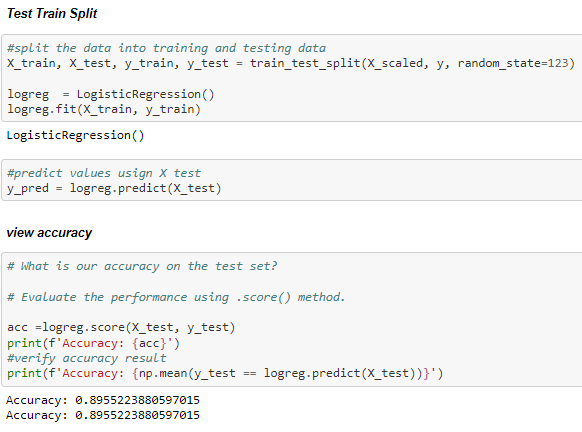 Test Train Split
#split the data into training and testing data
X_train, X_test, y_train, y_test = train_test_split(X_scaled, y, random_state=123)
logreg  = LogisticRegression()
logreg.fit(X_train, y_train)
LogisticRegression()
#predict values usign X test
y_pred = logreg.predict(X_test)
view accuracy
# What is our accuracy on the test set?
# Evaluate the performance using .score() method.
acc =logreg.score(X_test, y_test)
print(f'Accuracy: {acc}')
#verify accuracy result
print(f'Accuracy: {np.mean(y_test == logreg.predict(X_test))}')
Accuracy: 0.8955223880597015
Accuracy: 0.8955223880597015